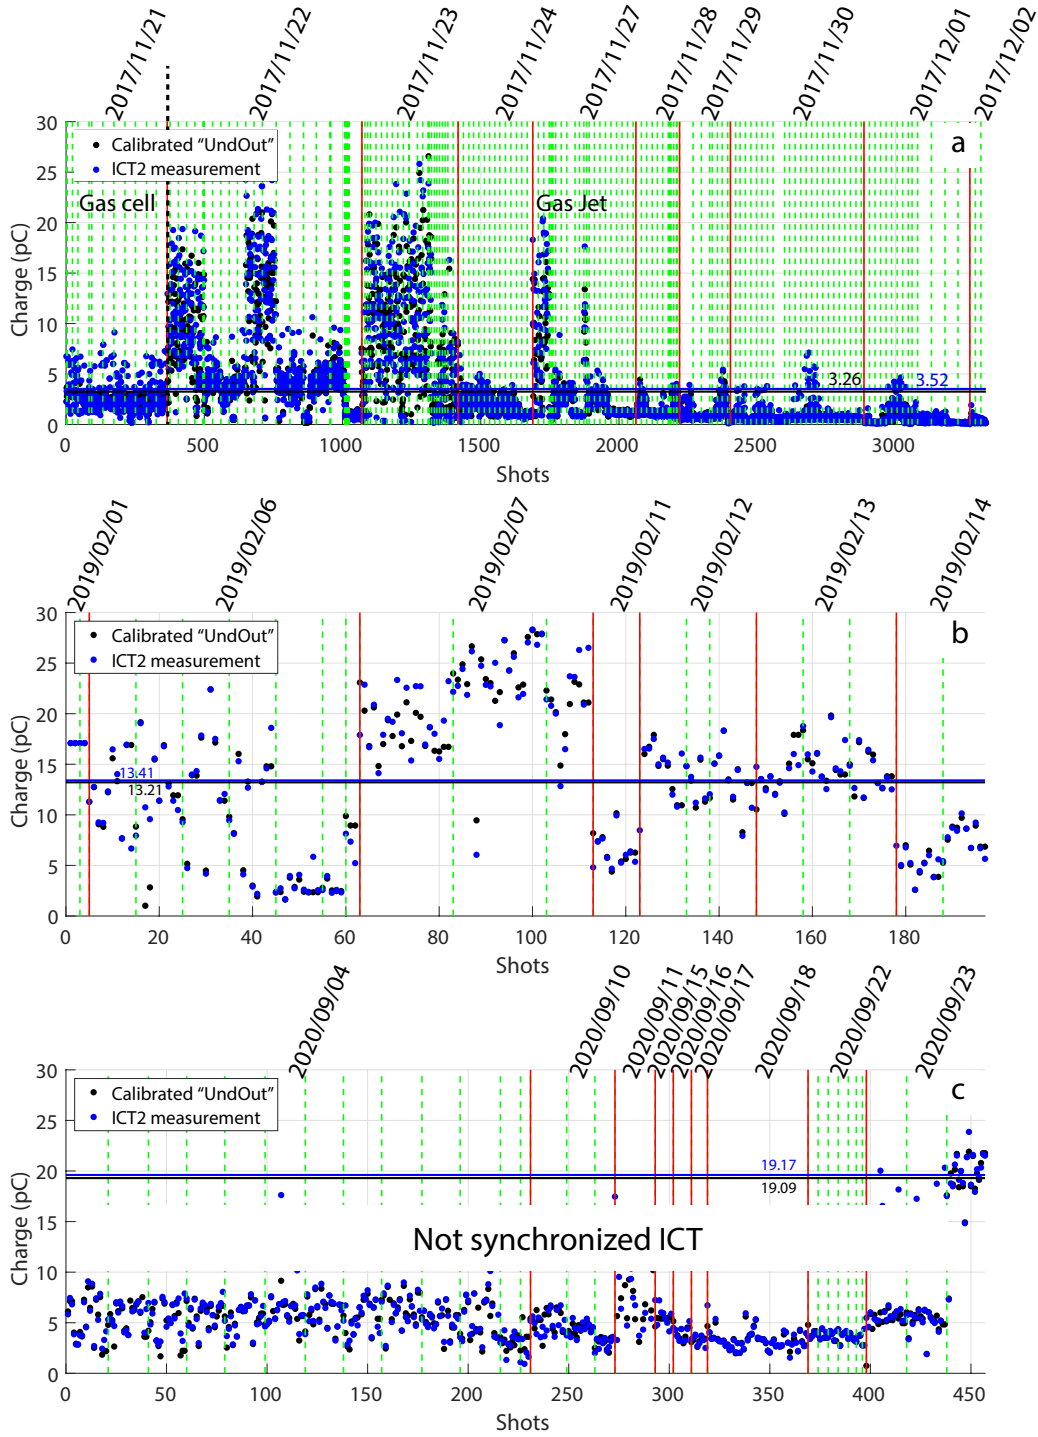 2017/11/21
2017/11/22
2017/11/23
2017/11/24
2017/11/27
2017/11/28
2017/11/29
2017/11/30
2017/12/01
2017/12/02
30
25
20
15
10
5
0
Charge (pC)
Calibrated “UndOut”
ICT2 measurement
a
Gas cell
Gas Jet
3.26
3.52
0 500 1000 1500 2000 2500 3000
Shots
2019/02/01
2019/02/06
2019/02/07
2019/02/11
2019/02/12
2019/02/13
2019/02/14
30
25
20
15
10
5
0
Charge (pC)
Calibrated “UndOut”
ICT2 measurement
b
13.41
13.21
0 20 40 60 80 100 120 140 160 180
Shots
2020/09/04
2020/09/10
2020/09/11
2020/09/15
2020/09/16
2020/09/17
2020/09/18
2020/09/22
2020/09/23
30
25
20
15
10
5
0
Charge (pC)
Calibrated “UndOut”
ICT2 measurement
c
19.17
19.09
Not synchronized ICT
0 50 100 150 200 250 300 350 400 450
Shots